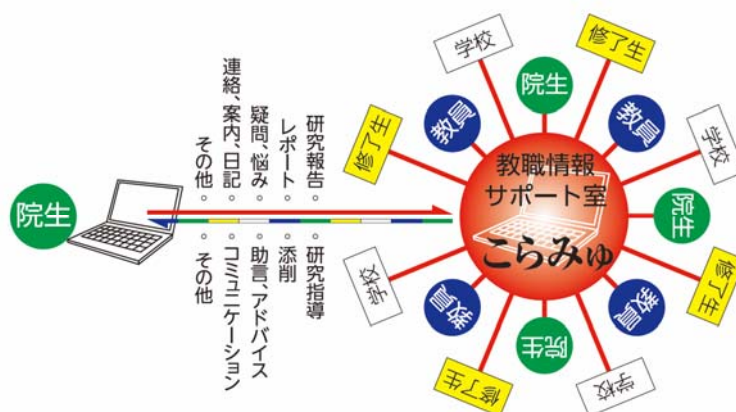 院生
研究報告
レポート
疑問、悩み
連絡、案内、日記
その他
研究指導
添削
助言、アドバイス
コミュニケーション
その他
教職情報
サポート室
こらみゅ
院生
修了生
教員
学校
院生
修了生
教員
学校
院生
修了生
教員
学校
修了生
教員
学校